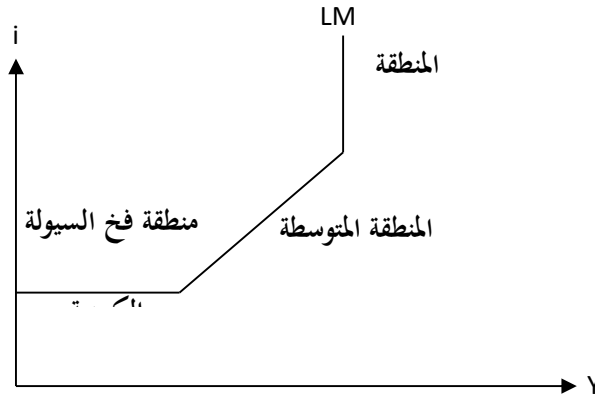 LM
i
المنطقة
منطقة فخ السيولة
المنطقة المتوسطة
Y